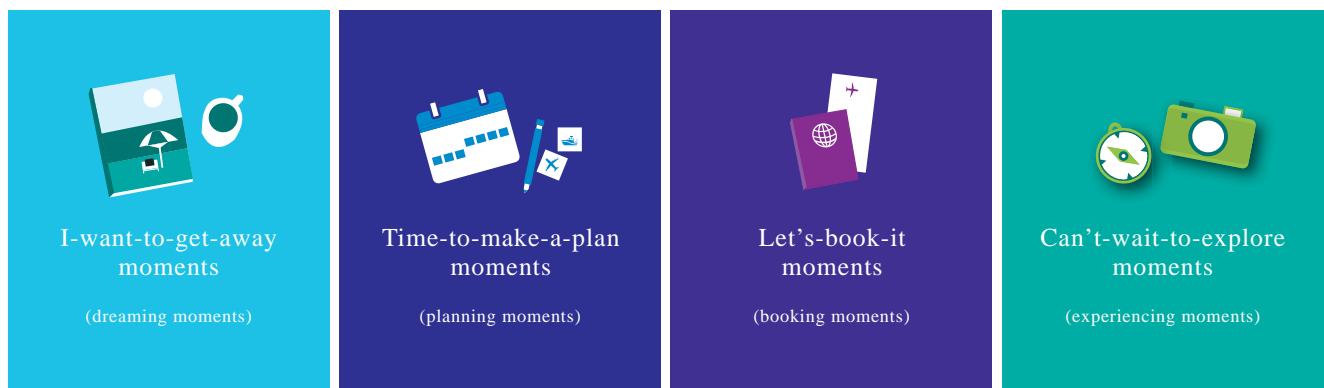 I-want-to-get-away
moments
(dreaming moments)
Time-to-make-a-plan
moments
(planning moments)
Let's-book-it
moments
(booking moments)
Can't-wait-to-explore
moments
(experiencing moments)